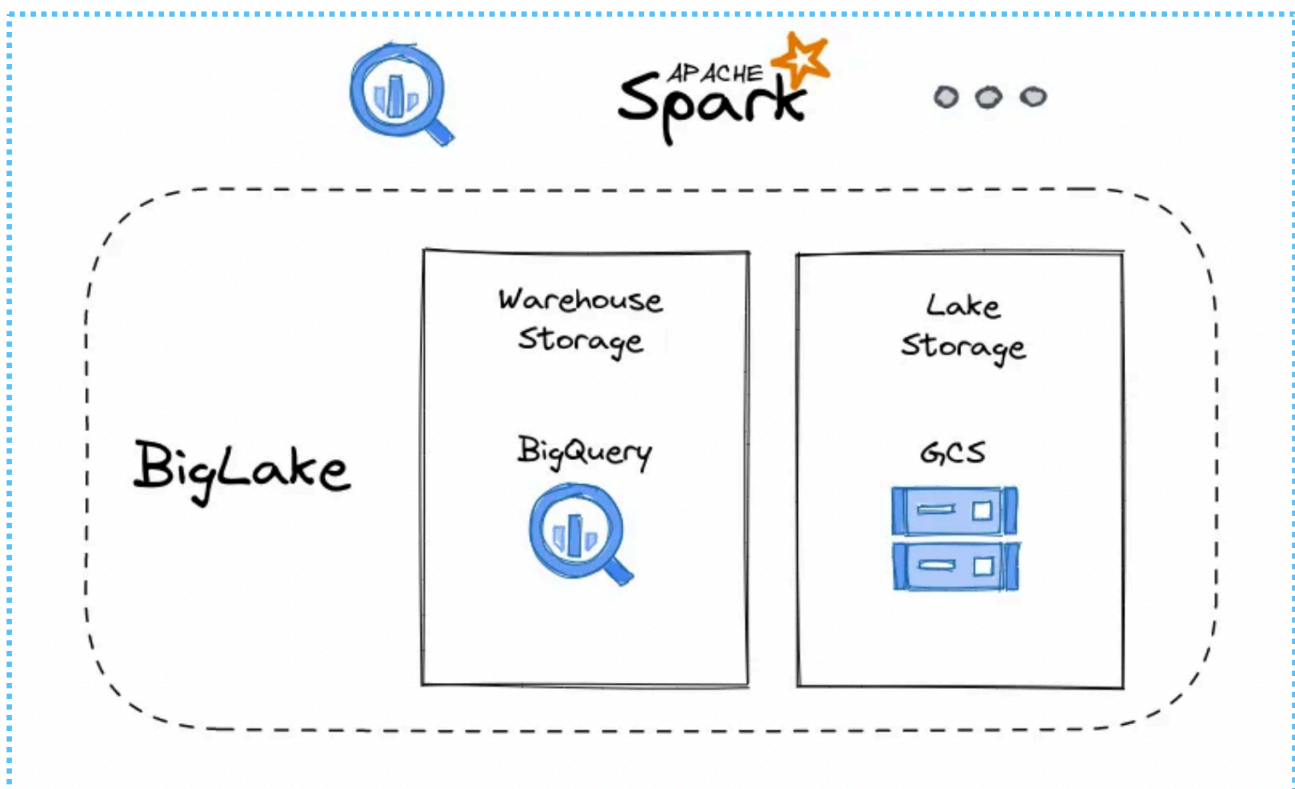 APACHE
Spark
Warehouse
Storage
Lake
Storage
BigLake
BigQuery
GCS